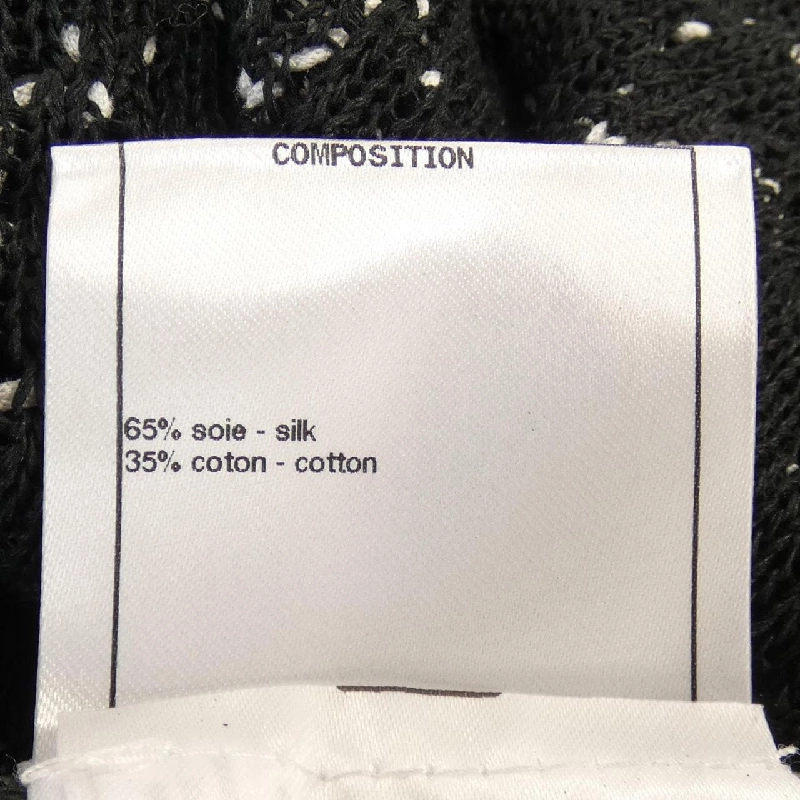 COMPOSITION
65% soie - silk
35% coton - cotton